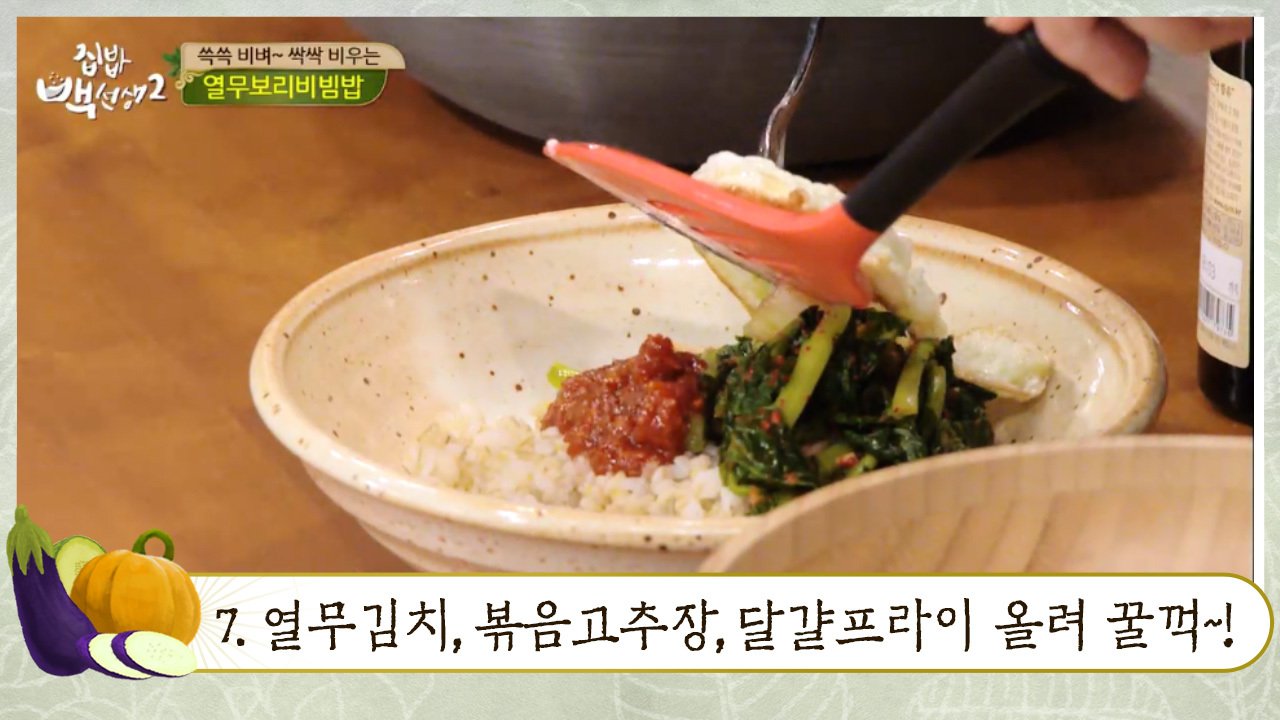 집밥
백선생2
쓱쓱 비벼~ 싹싹 비우는
열무보리비빔밥
7. 열무김치, 볶음고추장, 달걀프라이 올려 꿀꺽~!